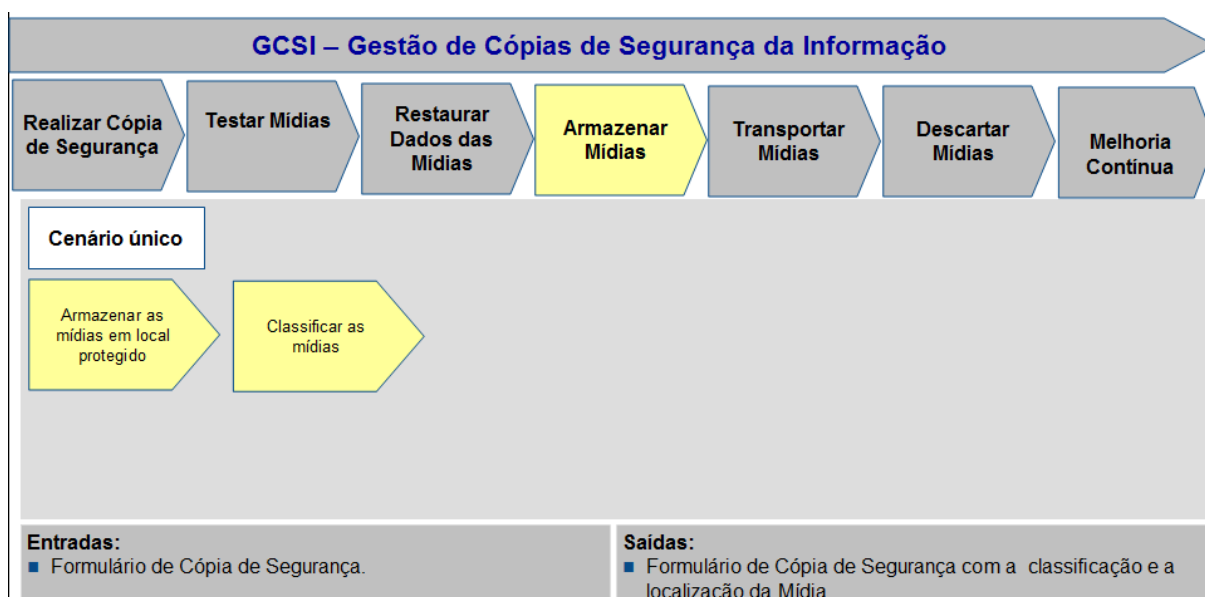 GCSI – Gestão de Cópias de Segurança da Informação
Realizar Cópia
de Segurança
Testar Mídias
Restaurar
Dados das
Mídias
Armazenar
Mídias
Transportar
Mídias
Descartar
Mídias
Melhoria
Contínua
Cenário único
Armazenar as
mídias em local
protegido
Classificar as
mídias
Entradas:
Formulário de Cópia de Segurança.
Saídas:
Formulário de Cópia de Segurança com a classificação e a
localização da Mídia